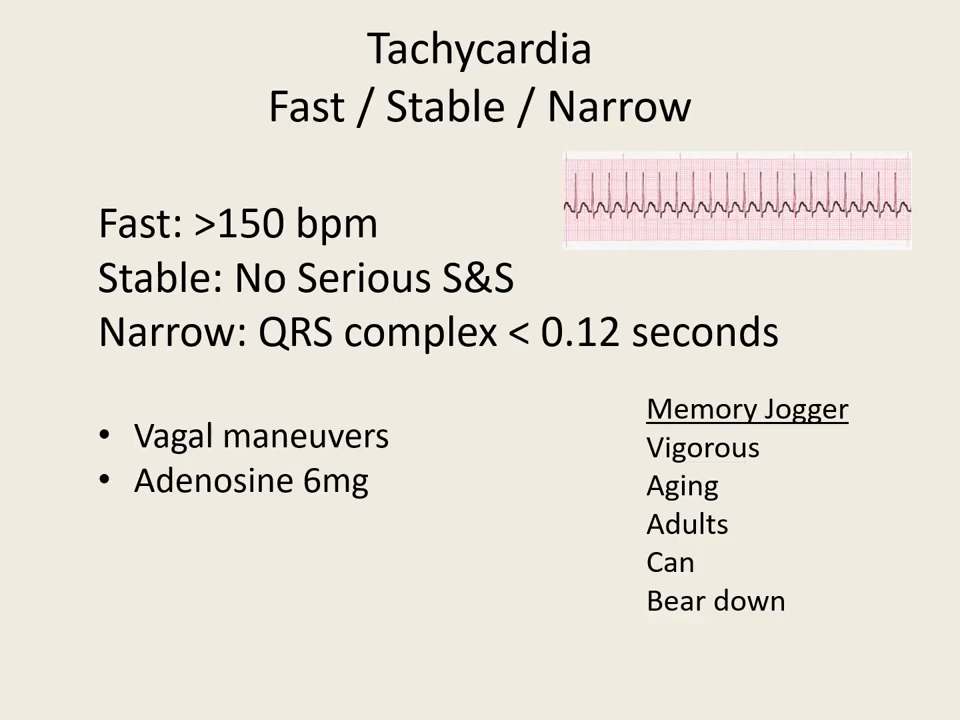 Tachycardia
Fast / Stable / Narrow
Fast: >150 bpm
Stable: No Serious S&S
Narrow: QRS complex < 0.12 seconds
• Vagal maneuvers
• Adenosine 6mg
Memory Jogger
Vigorous
Aging
Adults
Can
Bear down